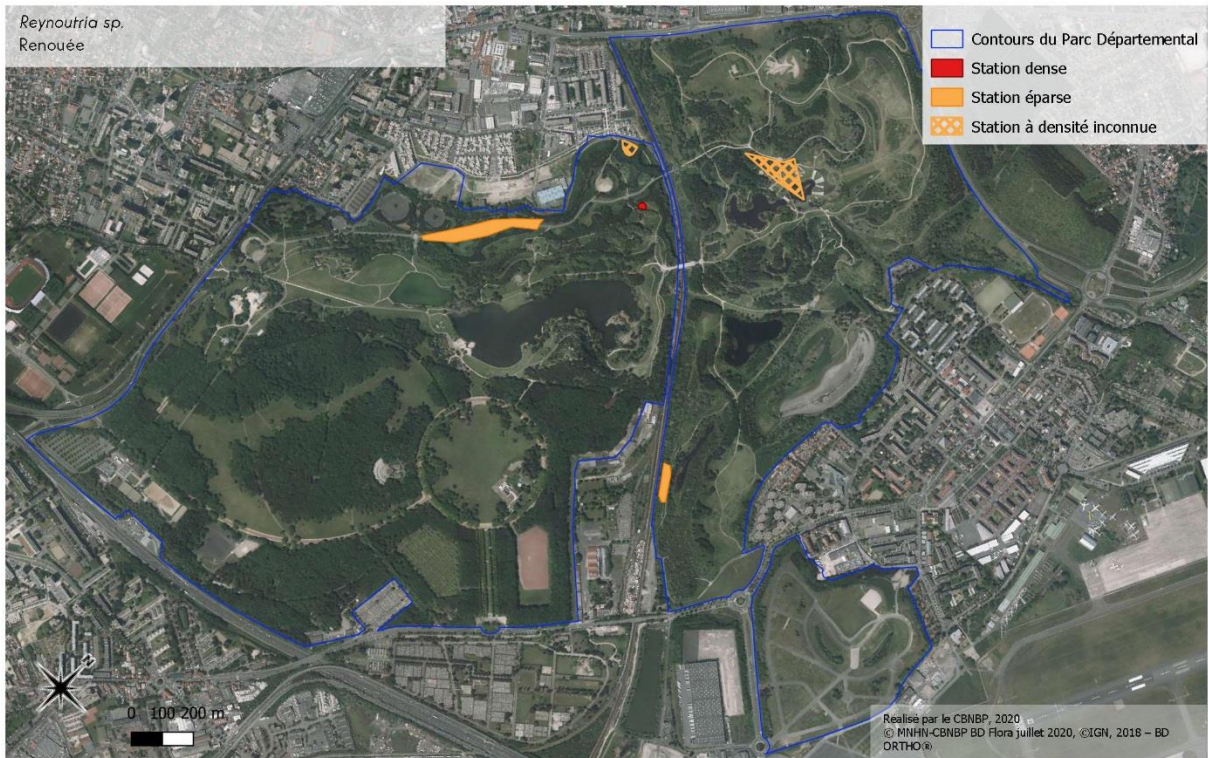 Reynoutria sp.
Renouée
Contours du Parc Départemental
Station dense
Station éparse
Station à densité inconnue
0 100 200 m
Realisé par le CBNBP, 2020
© MNHN-CBNBP BD Flora juillet 2020, ©IGN, 2018 – BD
ORTHO®